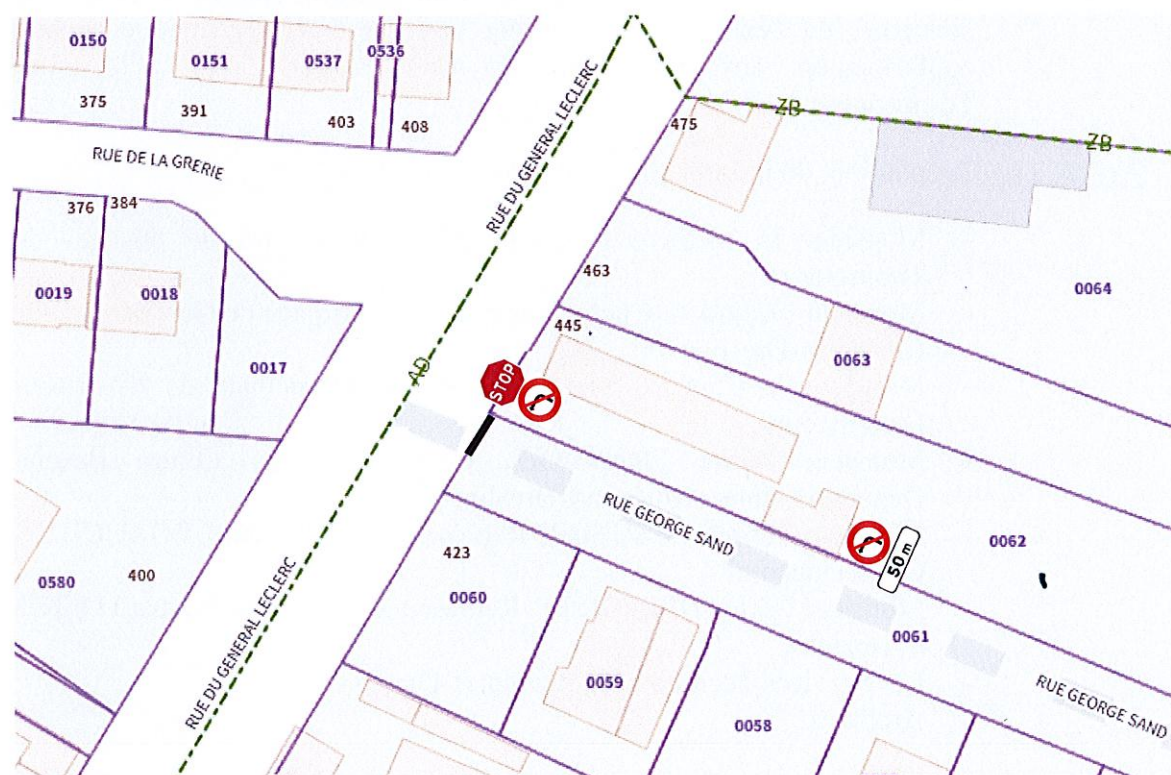 0150
0151
0537
0536
375
391
403
408
475
ZB
ZB
RUE DE LA GRERIE
RUE DU GENERAL LECLERC
376
384
463
0019
0018
0064
445
0017
0063
AD
STOP
RUE GEORGE SAND
0062
50 m
423
0580
400
0060
0061
0059
RUE DU GENERAL LECLERC
RUE GEORGE SAND
0058